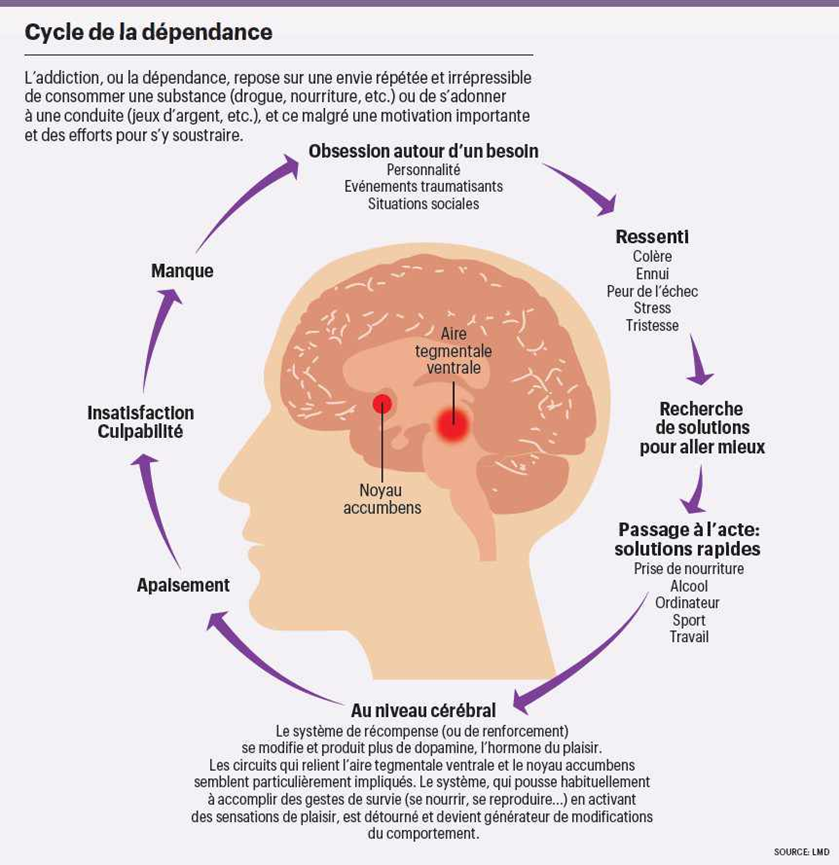 Cycle de la dépendance
L'addiction, ou la dépendance, repose sur une envie répétée et irrépressible
de consommer une substance (drogue, nourriture, etc.) ou de s'adonner
à une conduite (jeux d'argent, etc.), et ce malgré une motivation importante
et des efforts pour s'y soustraire.
Obsession autour d'un besoin
Personnalité
Evénements traumatisants
Situations sociales
Ressenti
Colère
Ennui
Peur de l'échec
Stress
Tristesse
Recherche
de solutions
pour aller mieux
Passage à l'acte:
solutions rapides
Prise de nourriture
Alcool
Ordinateur
Sport
Travail
Au niveau cérébral
Le système de récompense (ou de renforcement)
se modifie et produit plus de dopamine, l'hormone du plaisir.
Les circuits qui relient l'aire tegmentale ventrale et le noyau accumbens
semblent particulièrement impliqués. Le système, qui pousse habituellement
à accomplir des gestes de survie (se nourrir, se reproduire...) en activant
des sensations de plaisir, est détourné et devient générateur de modifications
du comportement.
Apaisement
Insatisfaction
Culpabilité
Manque
Aire
tegmentale
ventrale
Noyau
accumbens
SOURCE: LMD